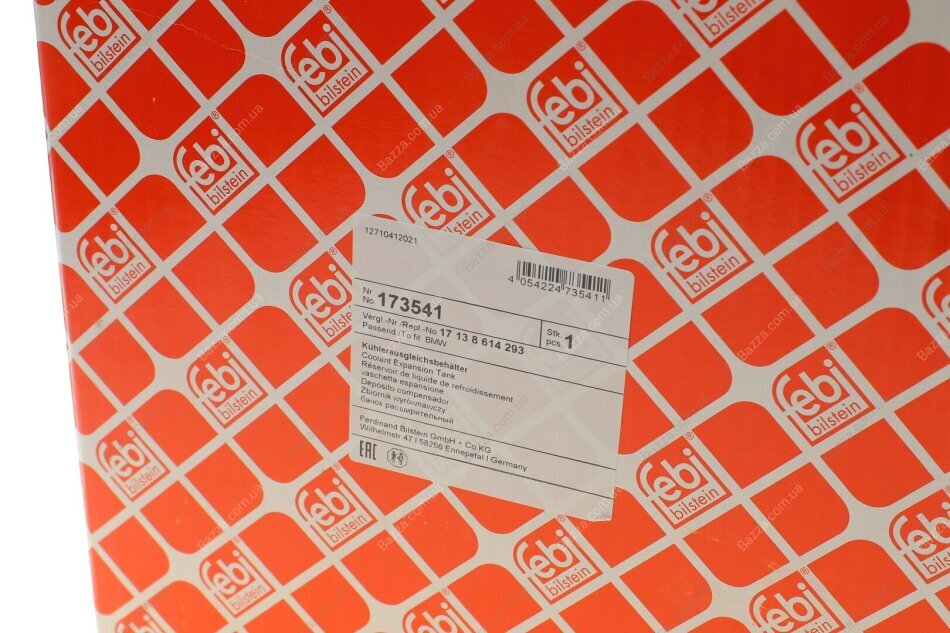 febi
bilstein
12710412021
4 054224 735411
Nr.
No. 173541
Vergl.-Nr./Repl.-No 17 13 8 614 293
Passend /To fit BMW
Stk.
pcs. 1
Kühlerausgleichsbehälter
Coolant Expansion Tank
Réservoir de liquide de refroidissement
vaschetta espansione
Depósito compensador
Zbiornik wyrównawczy
бачок расширительный
Ferdinand Bilstein GmbH + Co.KG
Wilhelmstr. 47 | 58256 Ennepetal | Germany
EAC
Bazza.com.ua